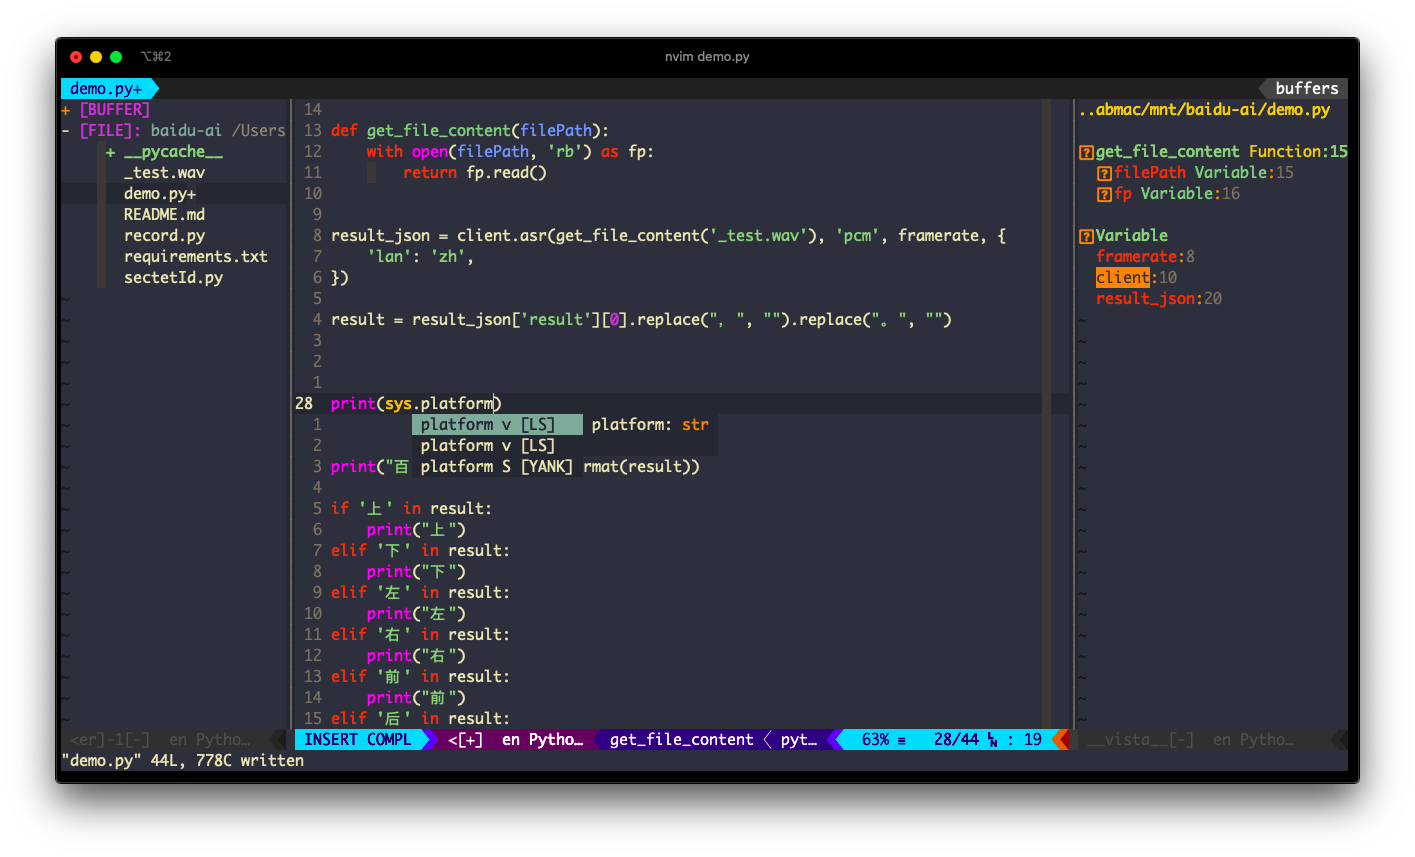 ⌥⌘2
nvim demo.py
demo.py+
buffers
+ [BUFFER]
- [FILE]: baidu-ai /Users
+ __pycache__
_test.wav
demo.py+
README.md
record.py
requirements.txt
sectetId.py
14
13 def get_file_content(filePath):
12     with open(filePath, 'rb') as fp:
11         return fp.read()
10
9
8 result_json = client.asr(get_file_content('_test.wav'), 'pcm', framerate, {
7     'lan': 'zh',
6 })
5
4 result = result_json['result'][0].replace("，", "").replace("。", "")
3
2
1
28 print(sys.platform)
1 platform v [LS] platform: str
2 platform v [LS]
3 print("百 platform S [YANK] rmat(result))
4
5 if '上' in result:
6     print("上")
7 elif '下' in result:
8     print("下")
9 elif '左' in result:
10     print("左")
11 elif '右' in result:
12     print("右")
13 elif '前' in result:
14     print("前")
15 elif '后' in result:
..abmac/mnt/baidu-ai/demo.py
get_file_content Function:15
filePath Variable:15
fp Variable:16
Variable
framerate:8
client:10
result_json:20
<er]-1[-] en Pytho…
INSERT COMPL <[+] en Pytho… get_file_content pyt… 63% ≡ 28/44 : 19
__vista__[-] en Pytho…
"demo.py" 44L, 778C written